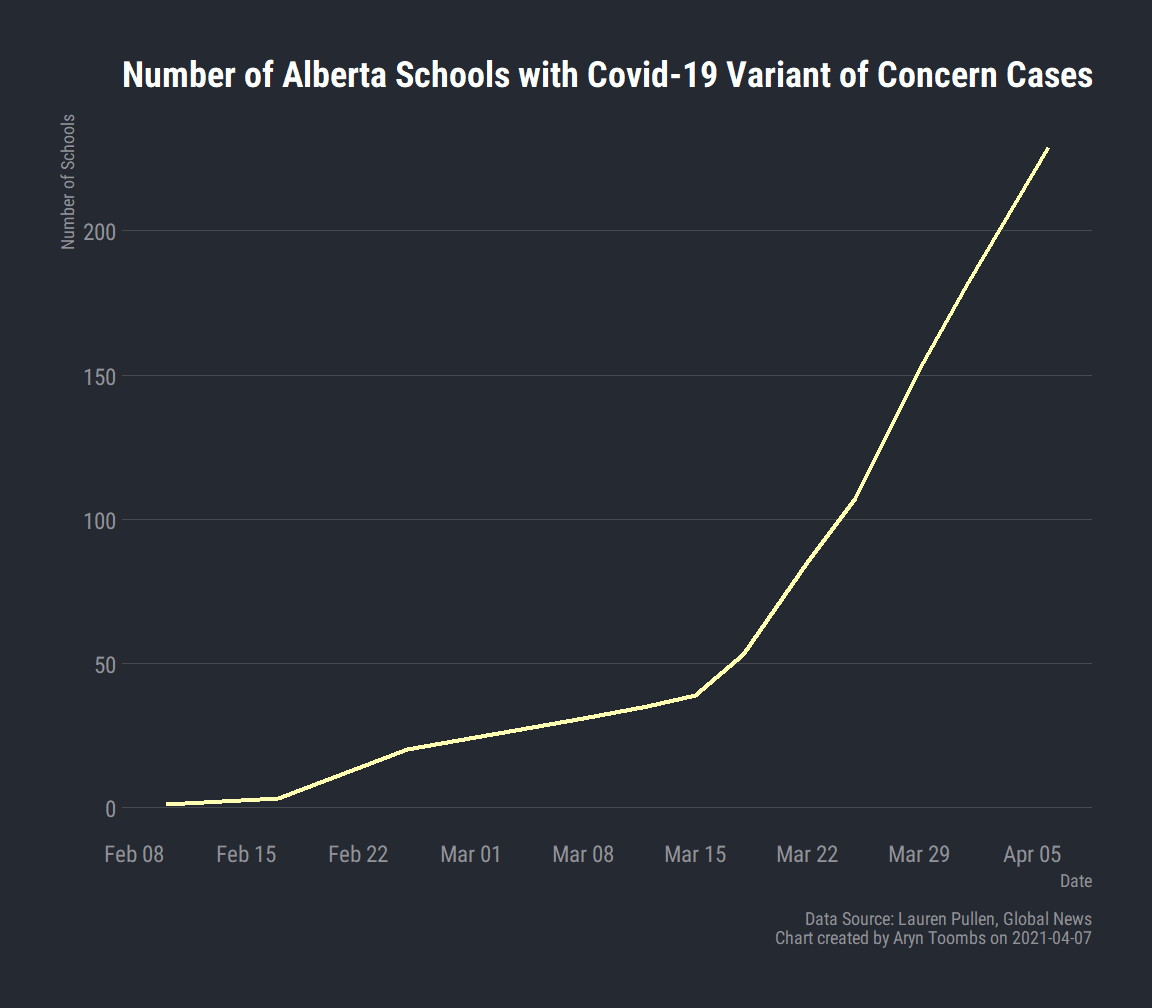 Number of Alberta Schools with Covid-19 Variant of Concern Cases
Number of Schools
200
150
100
50
0
Feb 08
Feb 15
Feb 22
Mar 01
Mar 08
Mar 15
Mar 22
Mar 29
Apr 05
Date
Data Source: Lauren Pullen, Global News
Chart created by Aryn Toombs on 2021-04-07